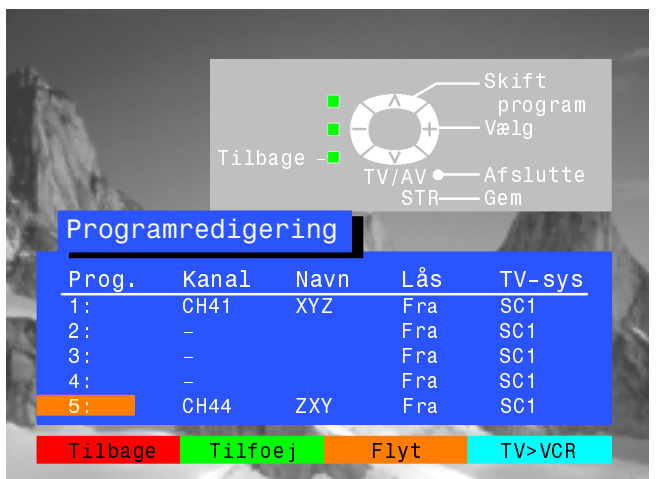 Skift
program
Vælg
Tilbage
TV/AV Afslutte
STR Gem
Programredigering
Prog. Kanal Navn Lås TV-sys
1: CH41 XYZ Fra SC1
2: – Fra SC1
3: – Fra SC1
4: – Fra SC1
5: CH44 ZXY Fra SC1
Tilbage Tilfoej Flyt TV>VCR